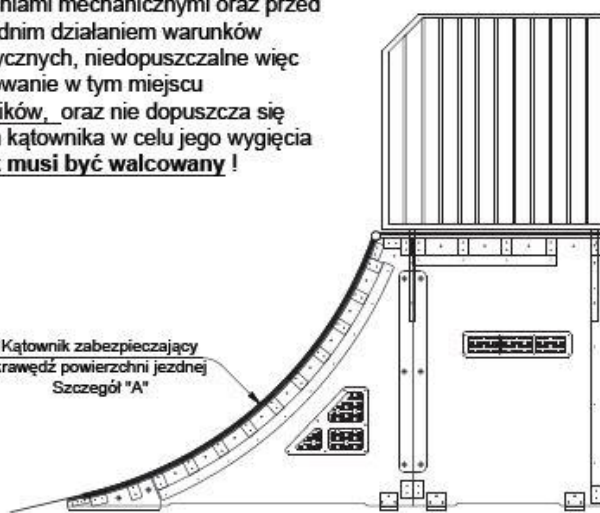 niami mechanicznymi oraz przed
dnim działaniem warunków
ycznych, niedopuszczalne więc
wanie w tym miejscu
ików, oraz nie dopuszcza się
kątownika w celu jego wygięcia
musi być walcowany !
Kątownik zabezpieczający
krawędź powierzchni jezdnej
Szczegół "A"